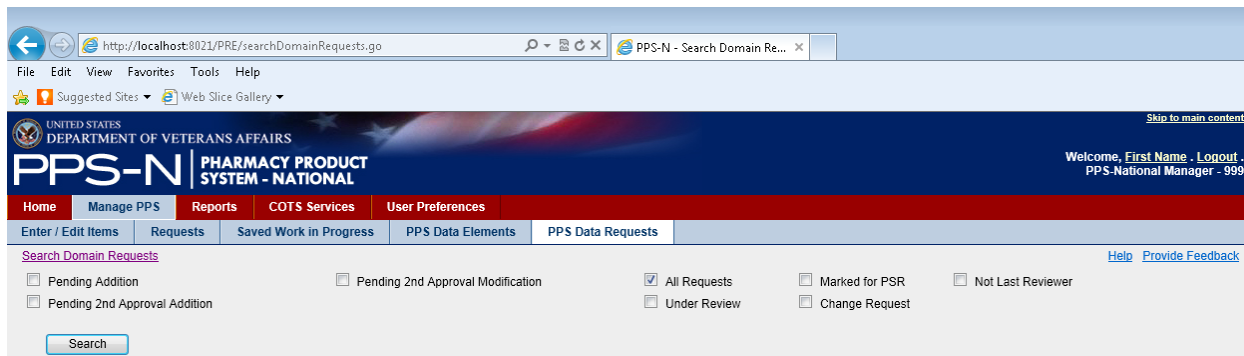 http://localhost:8021/PRE/searchDomainRequests.go
PPS-N - Search Domain Re...
File Edit View Favorites Tools Help
Suggested Sites Web Slice Gallery
UNITED STATES
DEPARTMENT OF VETERANS AFFAIRS
Skip to main content
PPS-N PHARMACY PRODUCT
SYSTEM - NATIONAL
Welcome, First Name . Logout .
PPS-National Manager - 999
Home Manage PPS Reports COTS Services User Preferences
Enter / Edit Items Requests Saved Work in Progress PPS Data Elements PPS Data Requests
Search Domain Requests Help Provide Feedback
Pending Addition Pending 2nd Approval Modification All Requests Marked for PSR Not Last Reviewer
Pending 2nd Approval Addition Under Review Change Request
Search